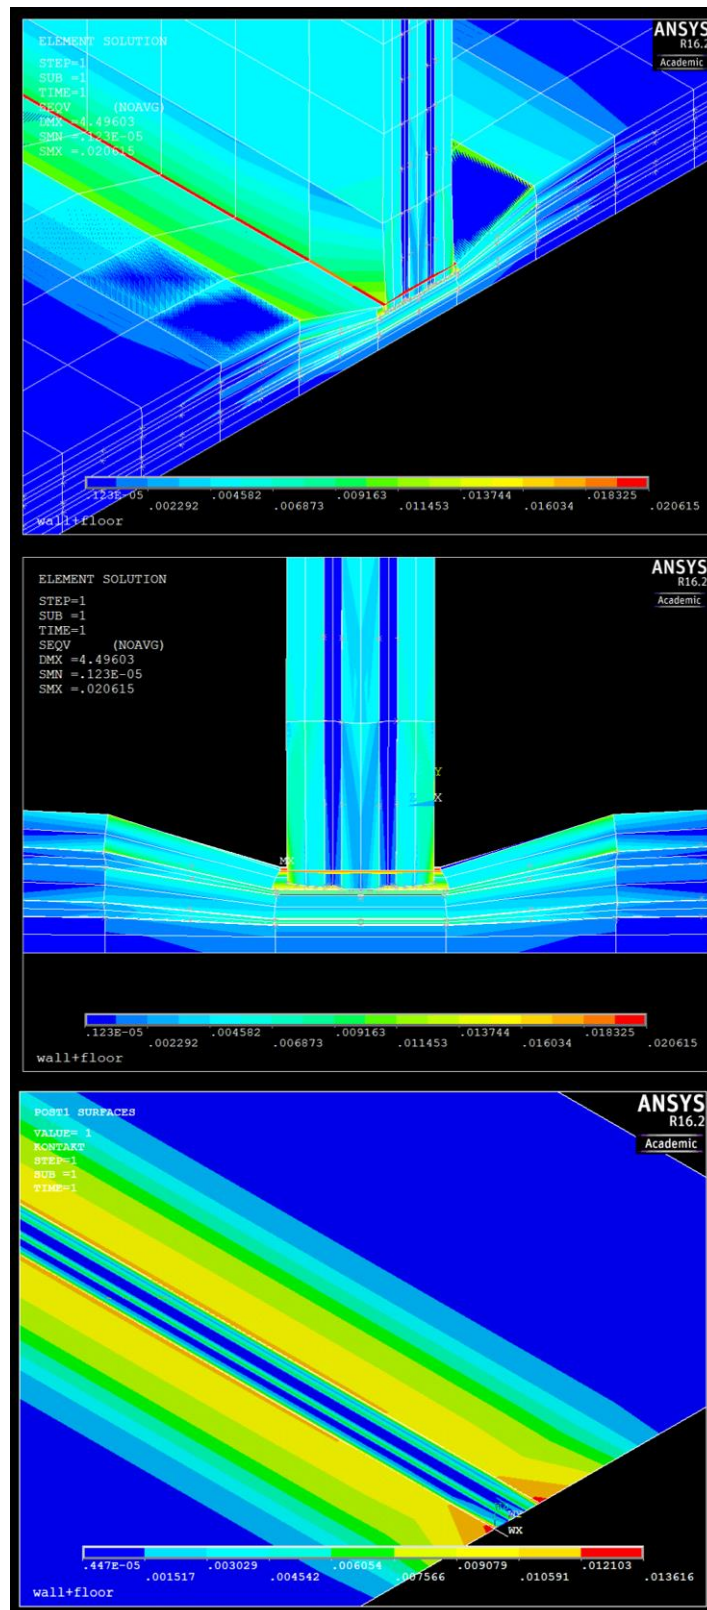 ANSYS
R16.2
Academic
ELEMENT SOLUTION
STEP=1
SUB =1
TIME=1
SEQV (NOAVG)
DMX =4.49603
SMN =.123E-05
SMX =.020615
.123E-05 .004582 .009163 .013744 .018325
.002292 .006873 .011453 .016034 .020615
wall+floor
ANSYS
R16.2
Academic
ELEMENT SOLUTION
STEP=1
SUB =1
TIME=1
SEQV (NOAVG)
DMX =4.49603
SMN =.123E-05
SMX =.020615
Y
Z X
MX
.123E-05 .004582 .009163 .013744 .018325
.002292 .006873 .011453 .016034 .020615
wall+floor
ANSYS
R16.2
Academic
POST1 SURFACES
VALUE= 1
KONTAKT
STEP=1
SUB =1
TIME=1
WX
.447E-05 .003029 .006054 .009079 .012103
.001517 .004542 .007566 .010591 .013616
wall+floor